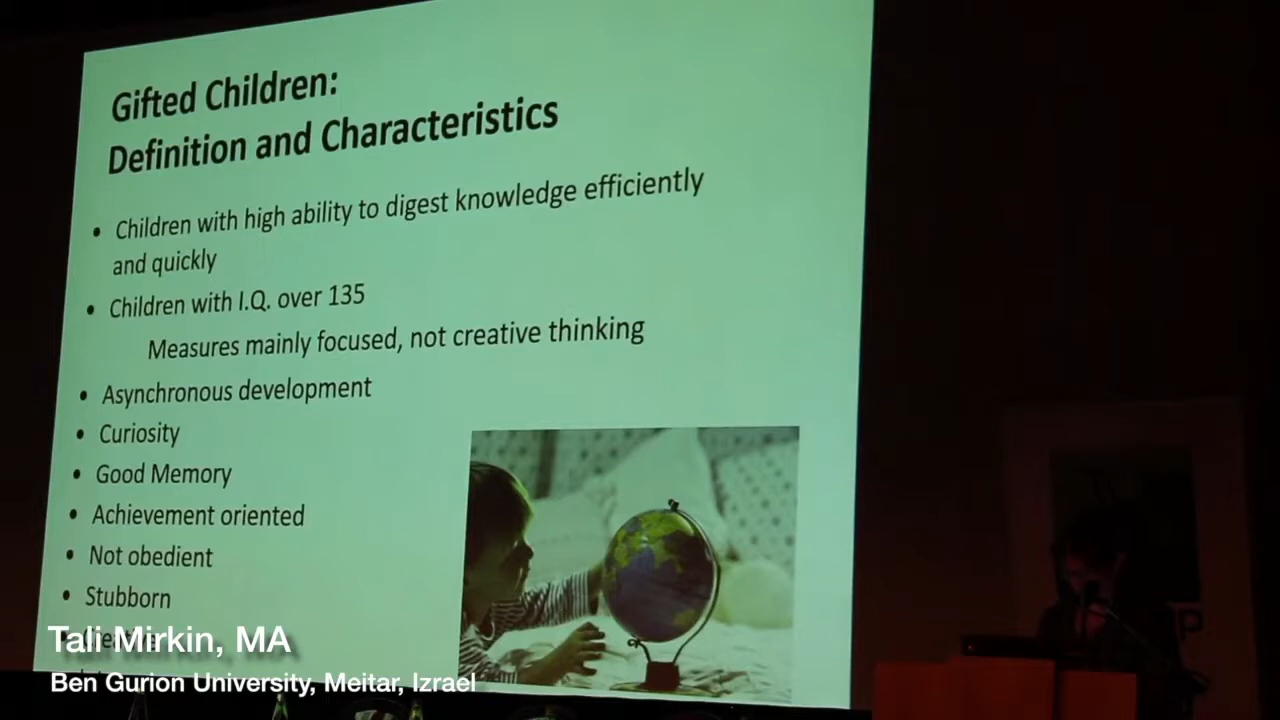 Gifted Children:
Definition and Characteristics
• Children with high ability to digest knowledge efficiently
and quickly
• Children with I.Q. over 135
Measures mainly focused, not creative thinking
• Asynchronous development
• Curiosity
• Good Memory
• Achievement oriented
• Not obedient
• Stubborn
Tali Mirkin, MA
Ben Gurion University, Meitar, Izrael
P